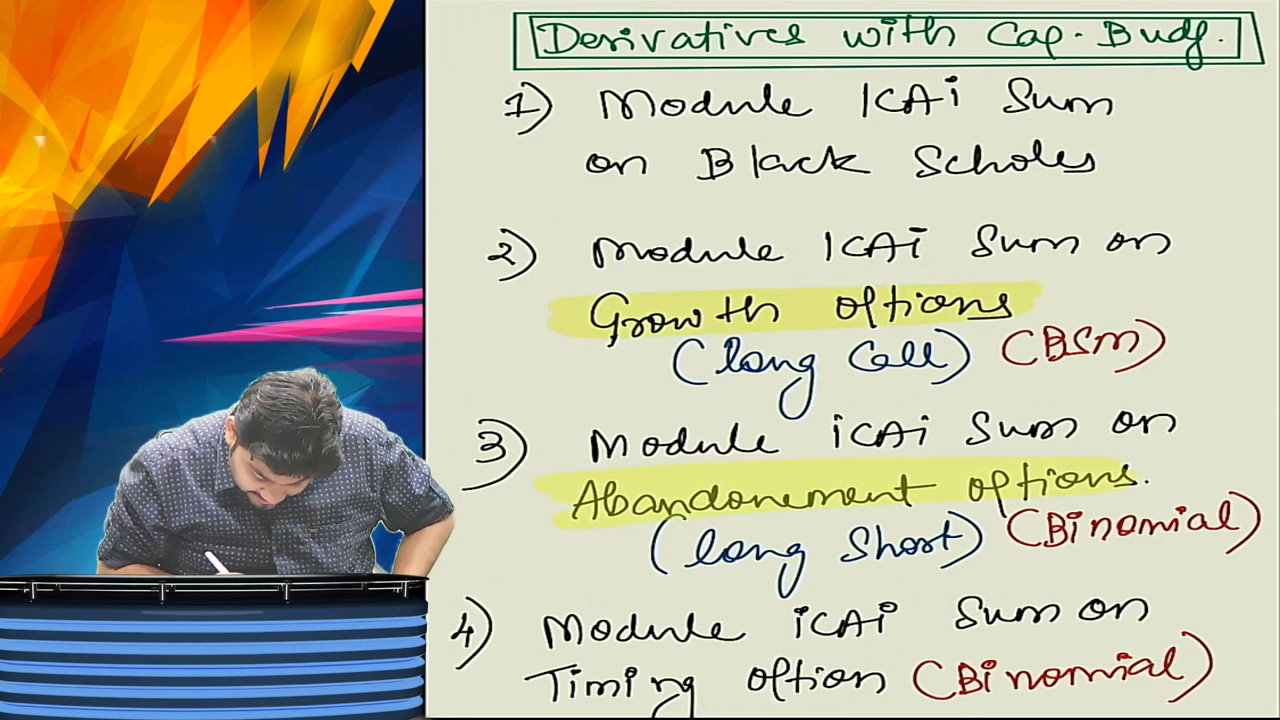 Derivatives with Cap. Budg.
1) Module ICAi Sum
on Black Scholes
2) Module ICAi Sum on
Growth options
(long Call) (BSM)
3) Module iCAi Sum on
Abandonement options.
(long Short) (Binomial)
4) Module iCAi Sum on
Timing option (Binomial)